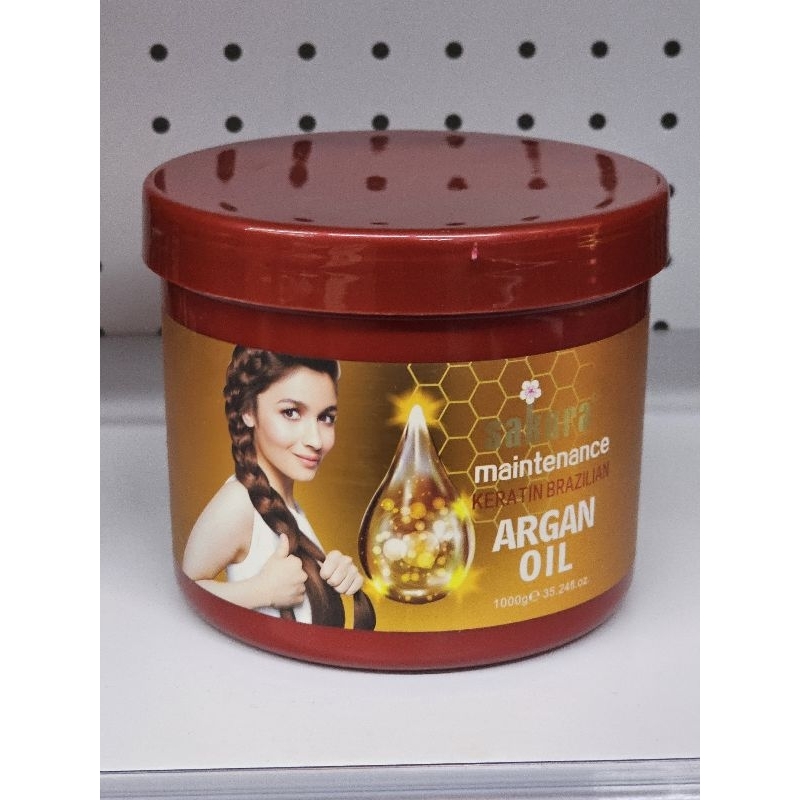 sakura
maintenance
KERATIN BRAZILIAN
ARGAN
OIL
1000g℮ 35.24fl.oz